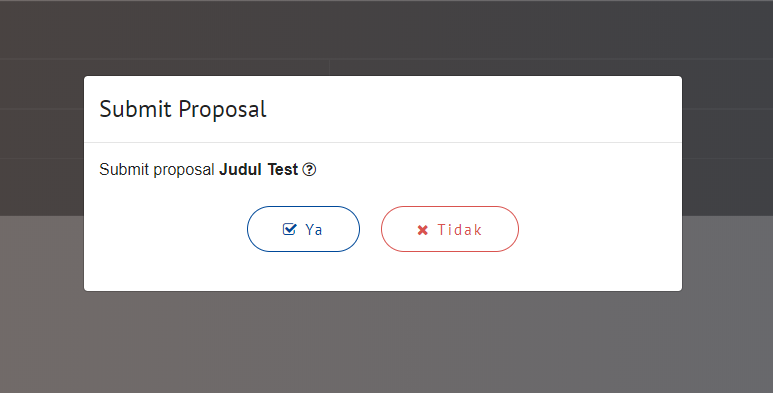 Submit Proposal
Submit proposal Judul Test ?
Ya
Tidak